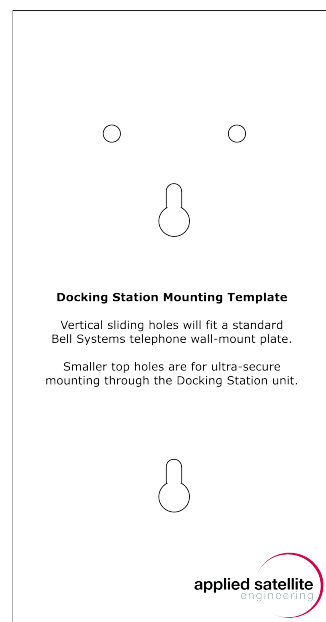 Docking Station Mounting Template
Vertical sliding holes will fit a standard
Bell Systems telephone wall-mount plate.
Smaller top holes are for ultra-secure
mounting through the Docking Station unit.
applied satellite
engineering